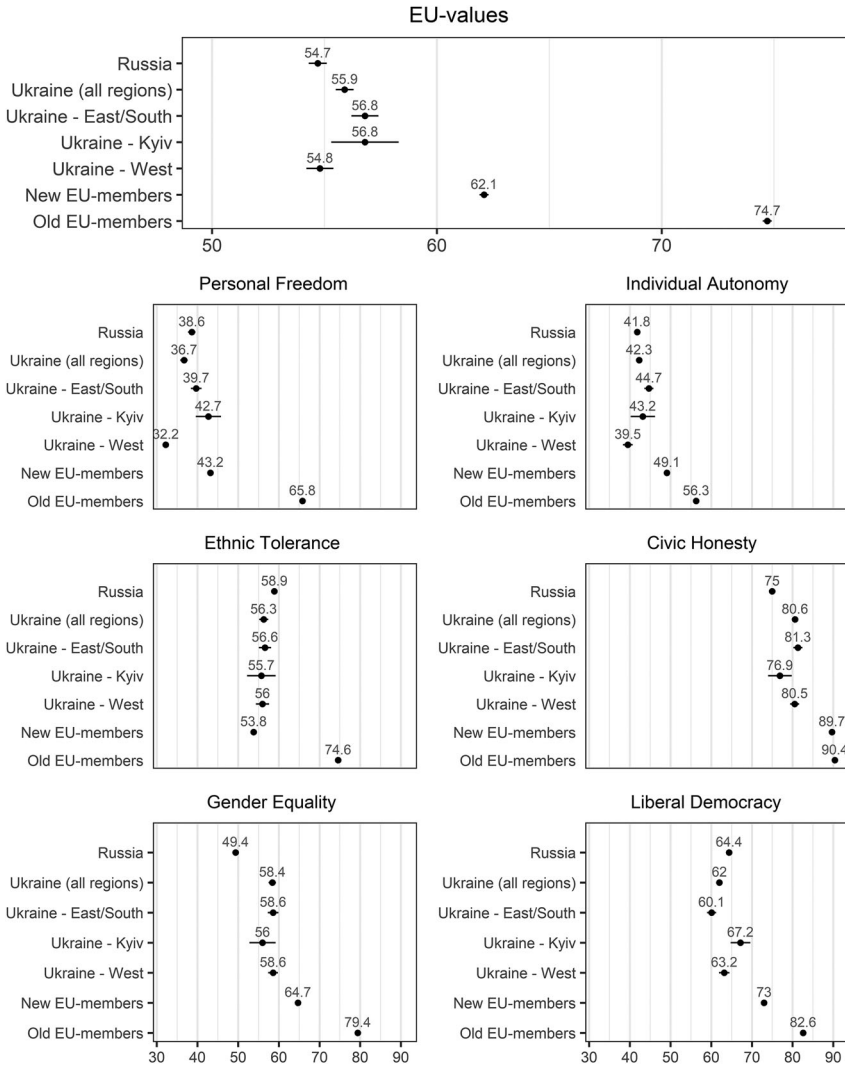 EU-values
Russia 54.7
Ukraine (all regions) 55.9
Ukraine - East/South 56.8
Ukraine - Kyiv 56.8
Ukraine - West 54.8
New EU-members 62.1
Old EU-members 74.7
50 60 70
Personal Freedom
Russia 38.6
Ukraine (all regions) 36.7
Ukraine - East/South 39.7
Ukraine - Kyiv 42.7
Ukraine - West 32.2
New EU-members 43.2
Old EU-members 65.8
Individual Autonomy
Russia 41.8
Ukraine (all regions) 42.3
Ukraine - East/South 44.7
Ukraine - Kyiv 43.2
Ukraine - West 39.5
New EU-members 49.1
Old EU-members 56.3
Ethnic Tolerance
Russia 58.9
Ukraine (all regions) 56.3
Ukraine - East/South 56.6
Ukraine - Kyiv 55.7
Ukraine - West 56
New EU-members 53.8
Old EU-members 74.6
Civic Honesty
Russia 75
Ukraine (all regions) 80.6
Ukraine - East/South 81.3
Ukraine - Kyiv 76.9
Ukraine - West 80.5
New EU-members 89.7
Old EU-members 90.4
Gender Equality
Russia 49.4
Ukraine (all regions) 58.4
Ukraine - East/South 58.6
Ukraine - Kyiv 56
Ukraine - West 58.6
New EU-members 64.7
Old EU-members 79.4
30 40 50 60 70 80 90
Liberal Democracy
Russia 64.4
Ukraine (all regions) 62
Ukraine - East/South 60.1
Ukraine - Kyiv 67.2
Ukraine - West 63.2
New EU-members 73
Old EU-members 82.6
30 40 50 60 70 80 90